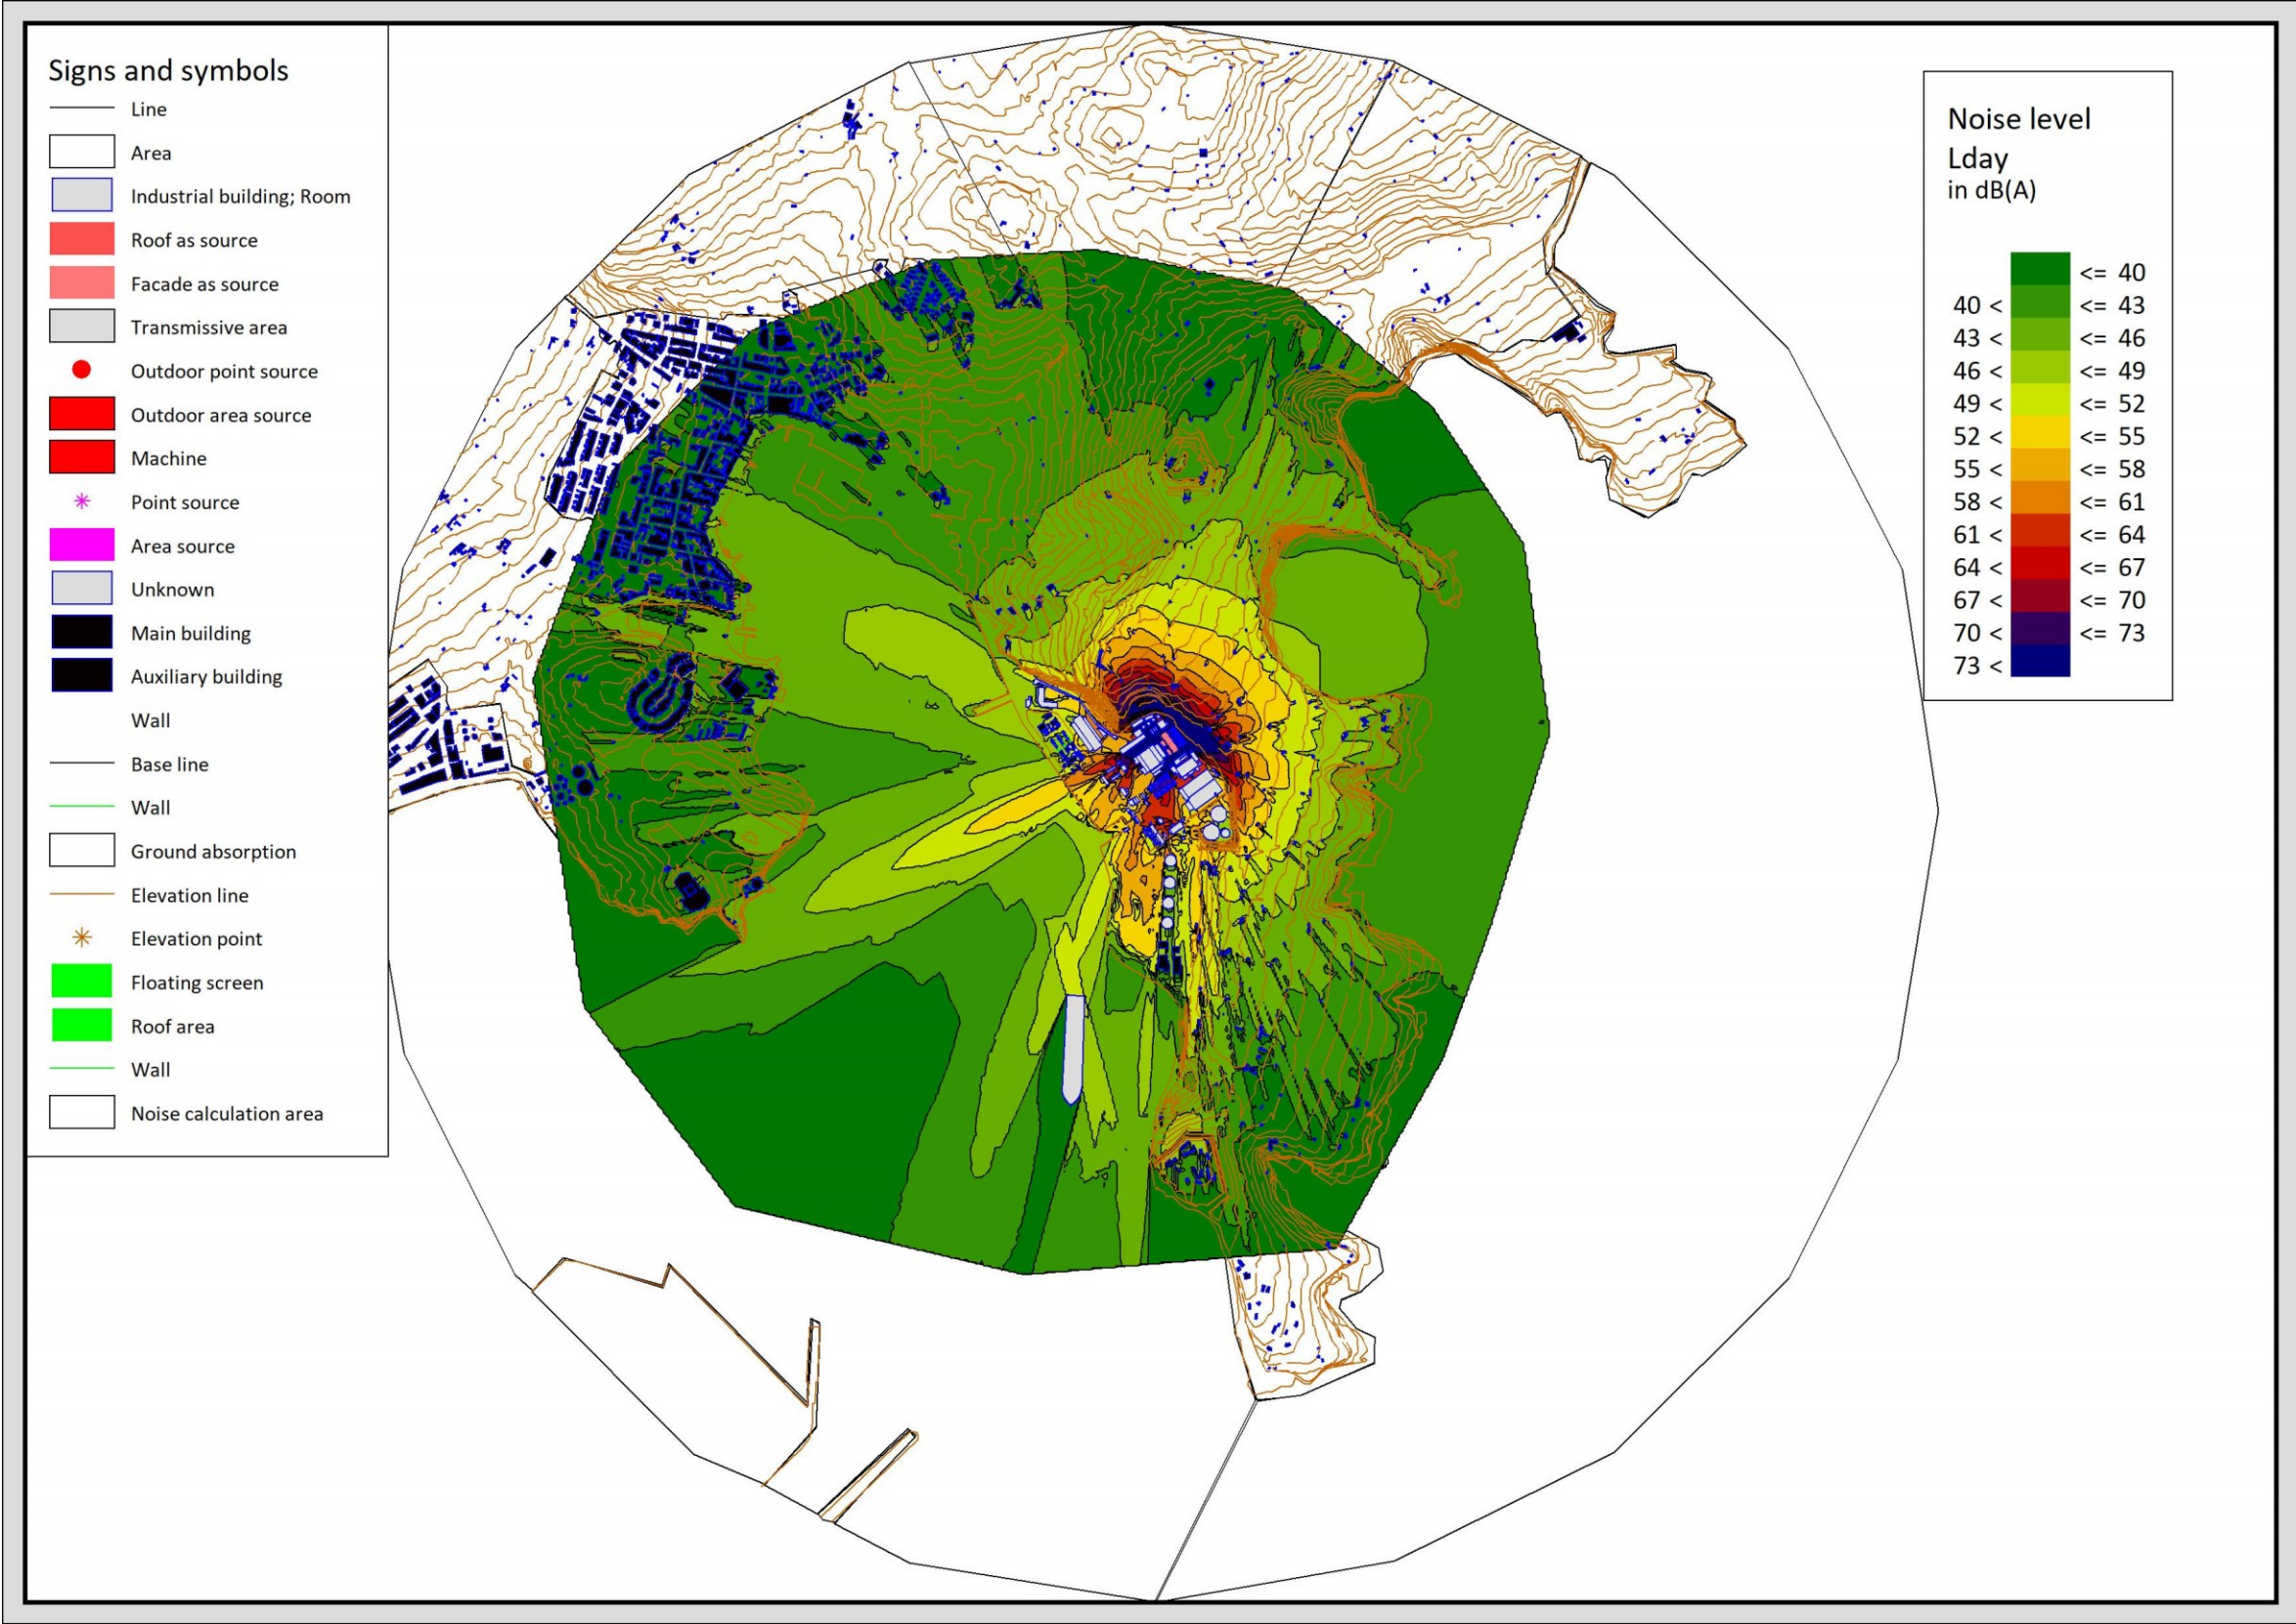 Signs and symbols
Line
Area
Industrial building; Room
Roof as source
Facade as source
Transmissive area
Outdoor point source
Outdoor area source
Machine
Point source
Area source
Unknown
Main building
Auxiliary building
Wall
Base line
Wall
Ground absorption
Elevation line
Elevation point
Floating screen
Roof area
Wall
Noise calculation area
Noise level
Lday
in dB(A)
<= 40
40 < <= 43
43 < <= 46
46 < <= 49
49 < <= 52
52 < <= 55
55 < <= 58
58 < <= 61
61 < <= 64
64 < <= 67
67 < <= 70
70 < <= 73
73 <